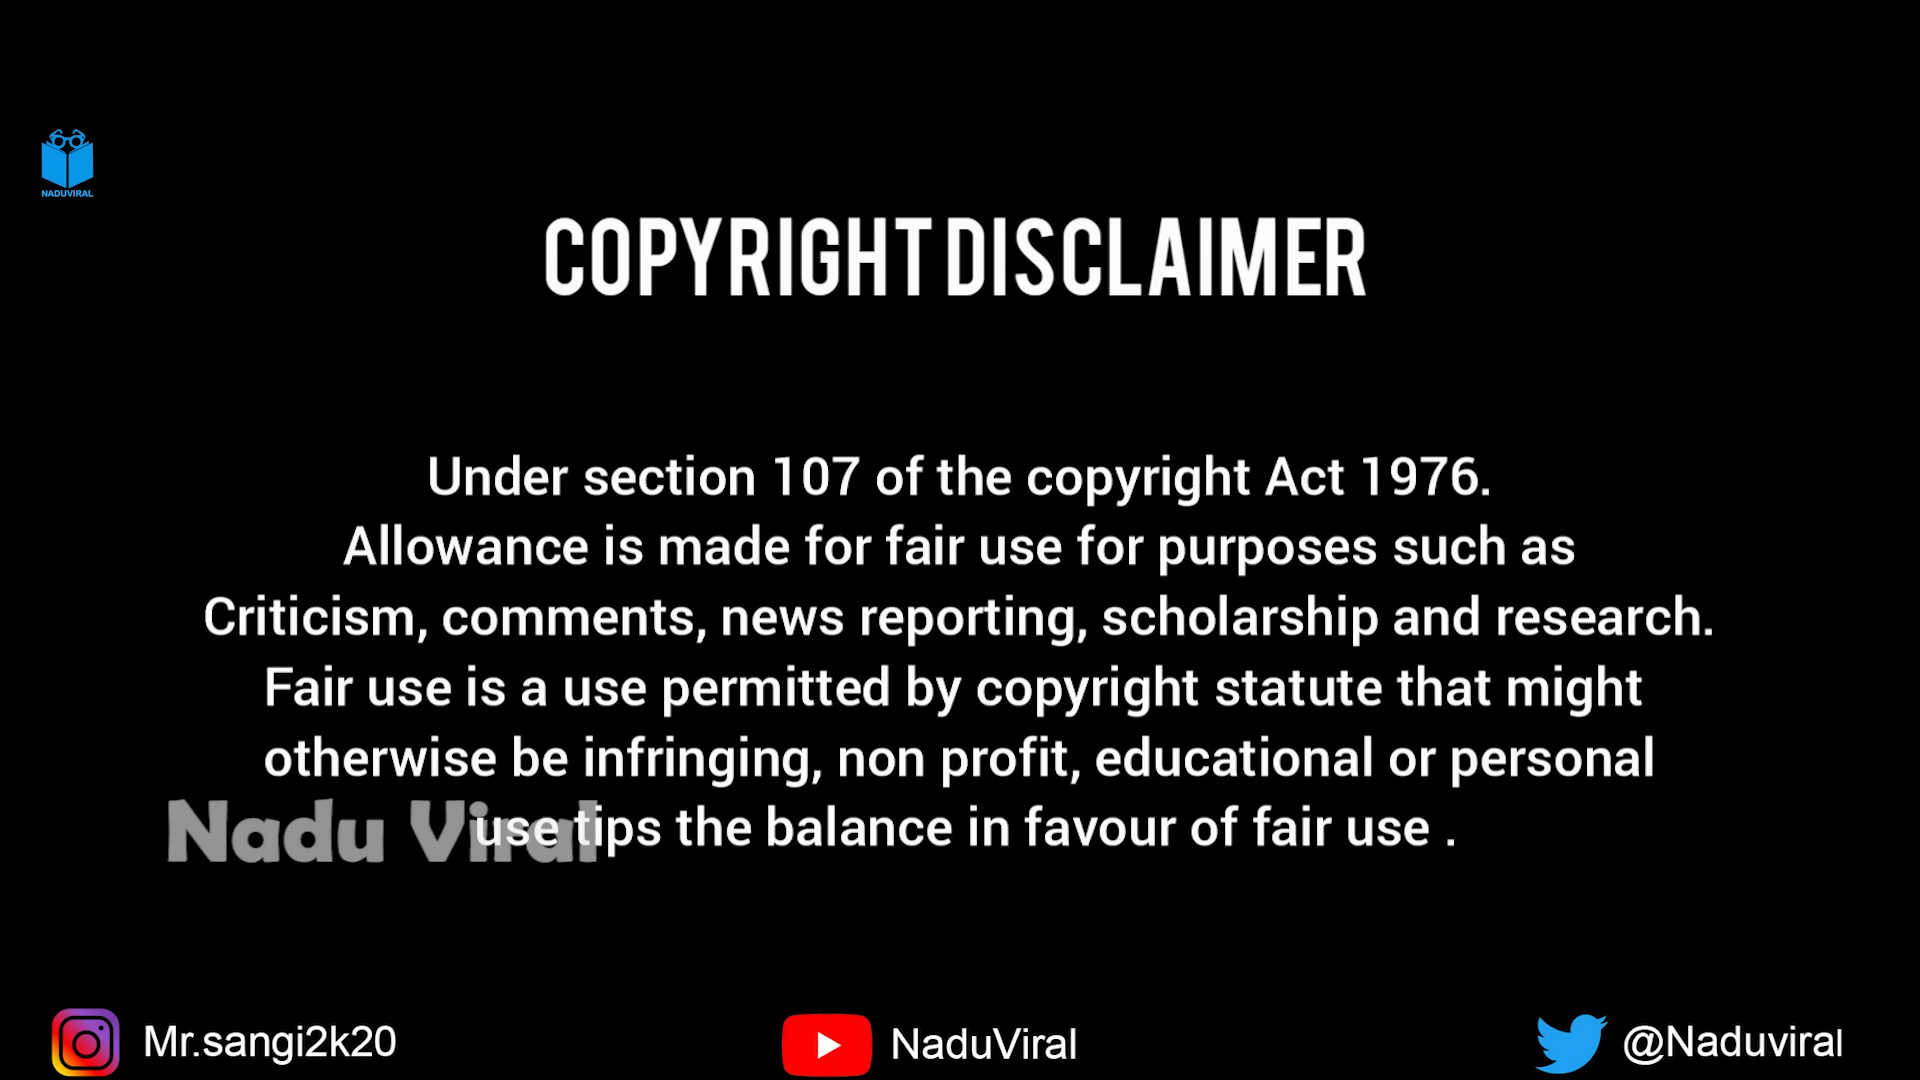 NADUVIRAL
COPYRIGHT DISCLAIMER
Under section 107 of the copyright Act 1976.
Allowance is made for fair use for purposes such as
Criticism, comments, news reporting, scholarship and research.
Fair use is a use permitted by copyright statute that might
otherwise be infringing, non profit, educational or personal
use tips the balance in favour of fair use .
Nadu Viral
Mr.sangi2k20
NaduViral
@Naduviral